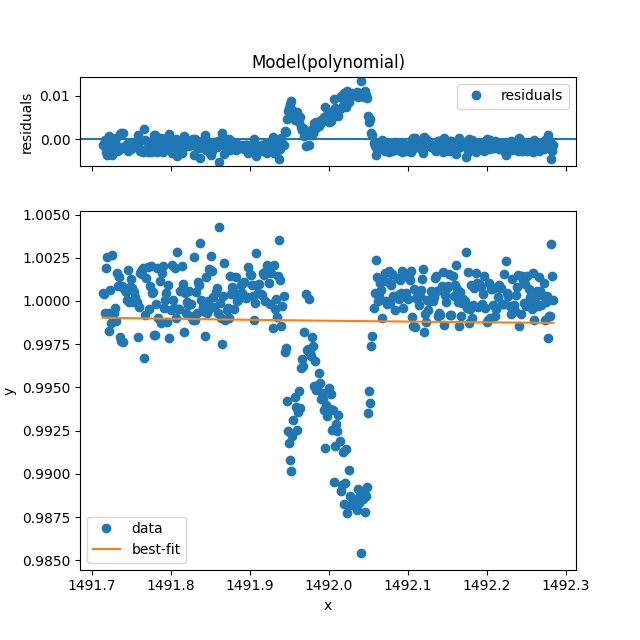 Model(polynomial)
residuals
0.01
0.00
residuals
1.0050
1.0025
1.0000
0.9975
0.9950
0.9925
0.9900
0.9875
0.9850
y
data
best-fit
1491.7 1491.8 1491.9 1492.0 1492.1 1492.2 1492.3
x